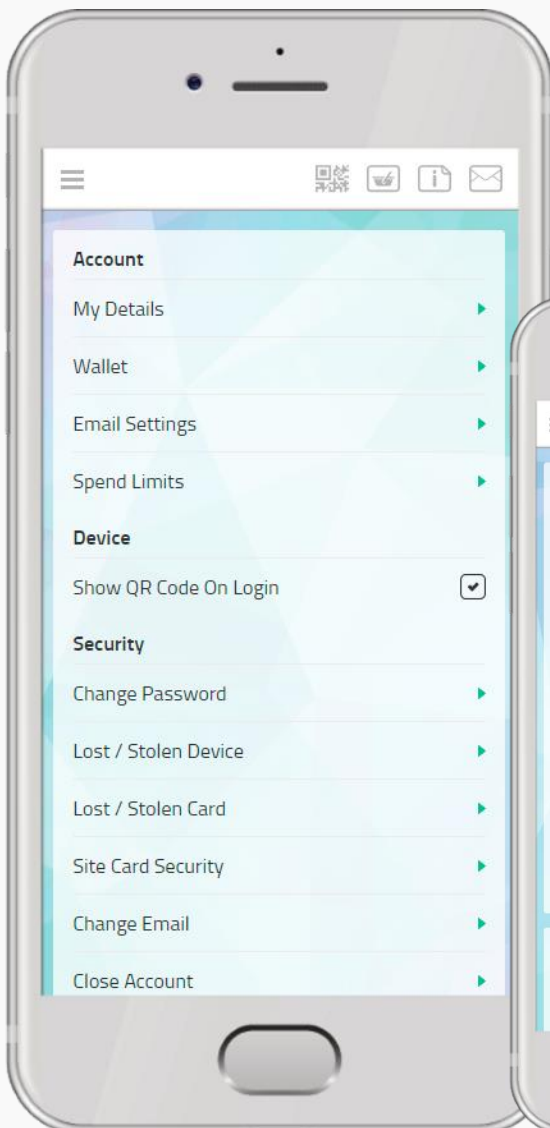 Account
My Details
Wallet
Email Settings
Spend Limits
Device
Show QR Code On Login
Security
Change Password
Lost / Stolen Device
Lost / Stolen Card
Site Card Security
Change Email
Close Account